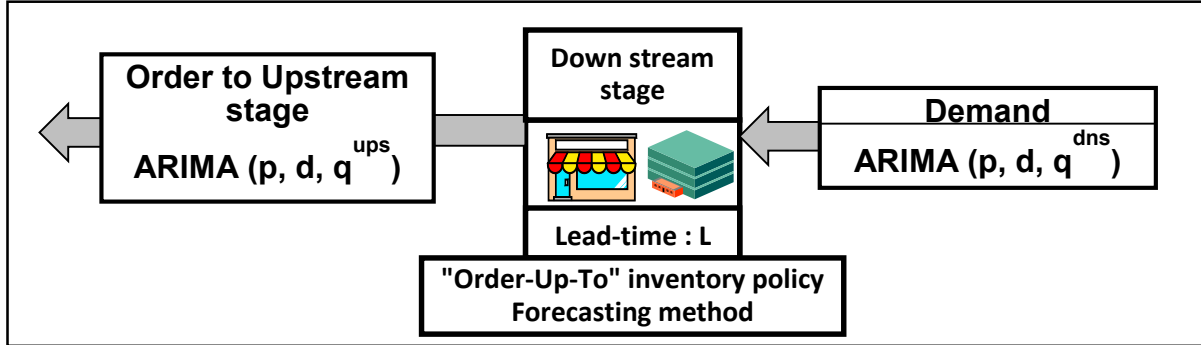 Order to Upstream
stage
ARIMA (p, d, q^ups)
Down stream
stage
Lead-time : L
"Order-Up-To" inventory policy
Forecasting method
Demand
ARIMA (p, d, q^dns)